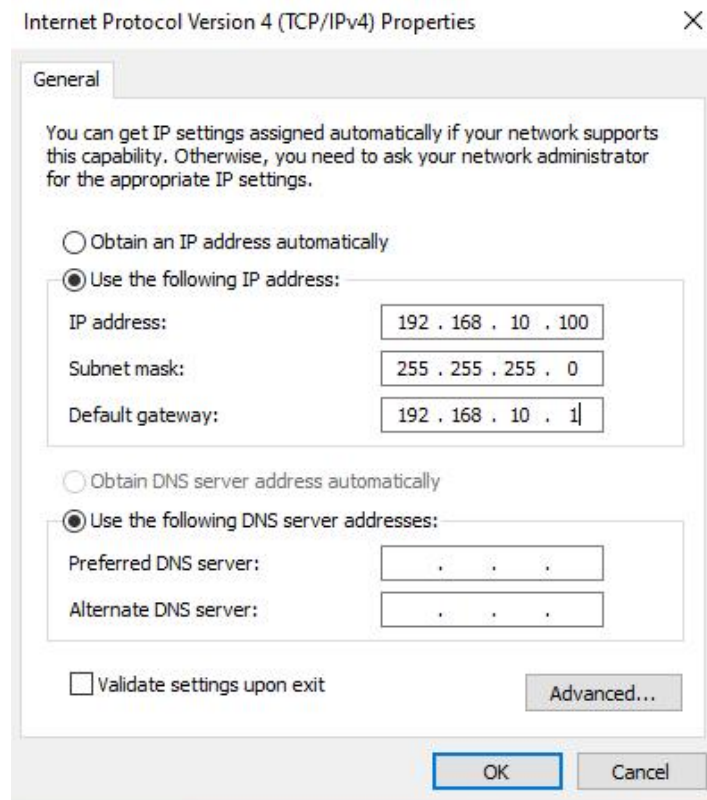 Internet Protocol Version 4 (TCP/IPv4) Properties
General
You can get IP settings assigned automatically if your network supports
this capability. Otherwise, you need to ask your network administrator
for the appropriate IP settings.
Obtain an IP address automatically
Use the following IP address:
IP address: 192 . 168 . 10 . 100
Subnet mask: 255 . 255 . 255 . 0
Default gateway: 192 . 168 . 10 . 1
Obtain DNS server address automatically
Use the following DNS server addresses:
Preferred DNS server: . . .
Alternate DNS server: . . .
Validate settings upon exit
Advanced...
OK Cancel